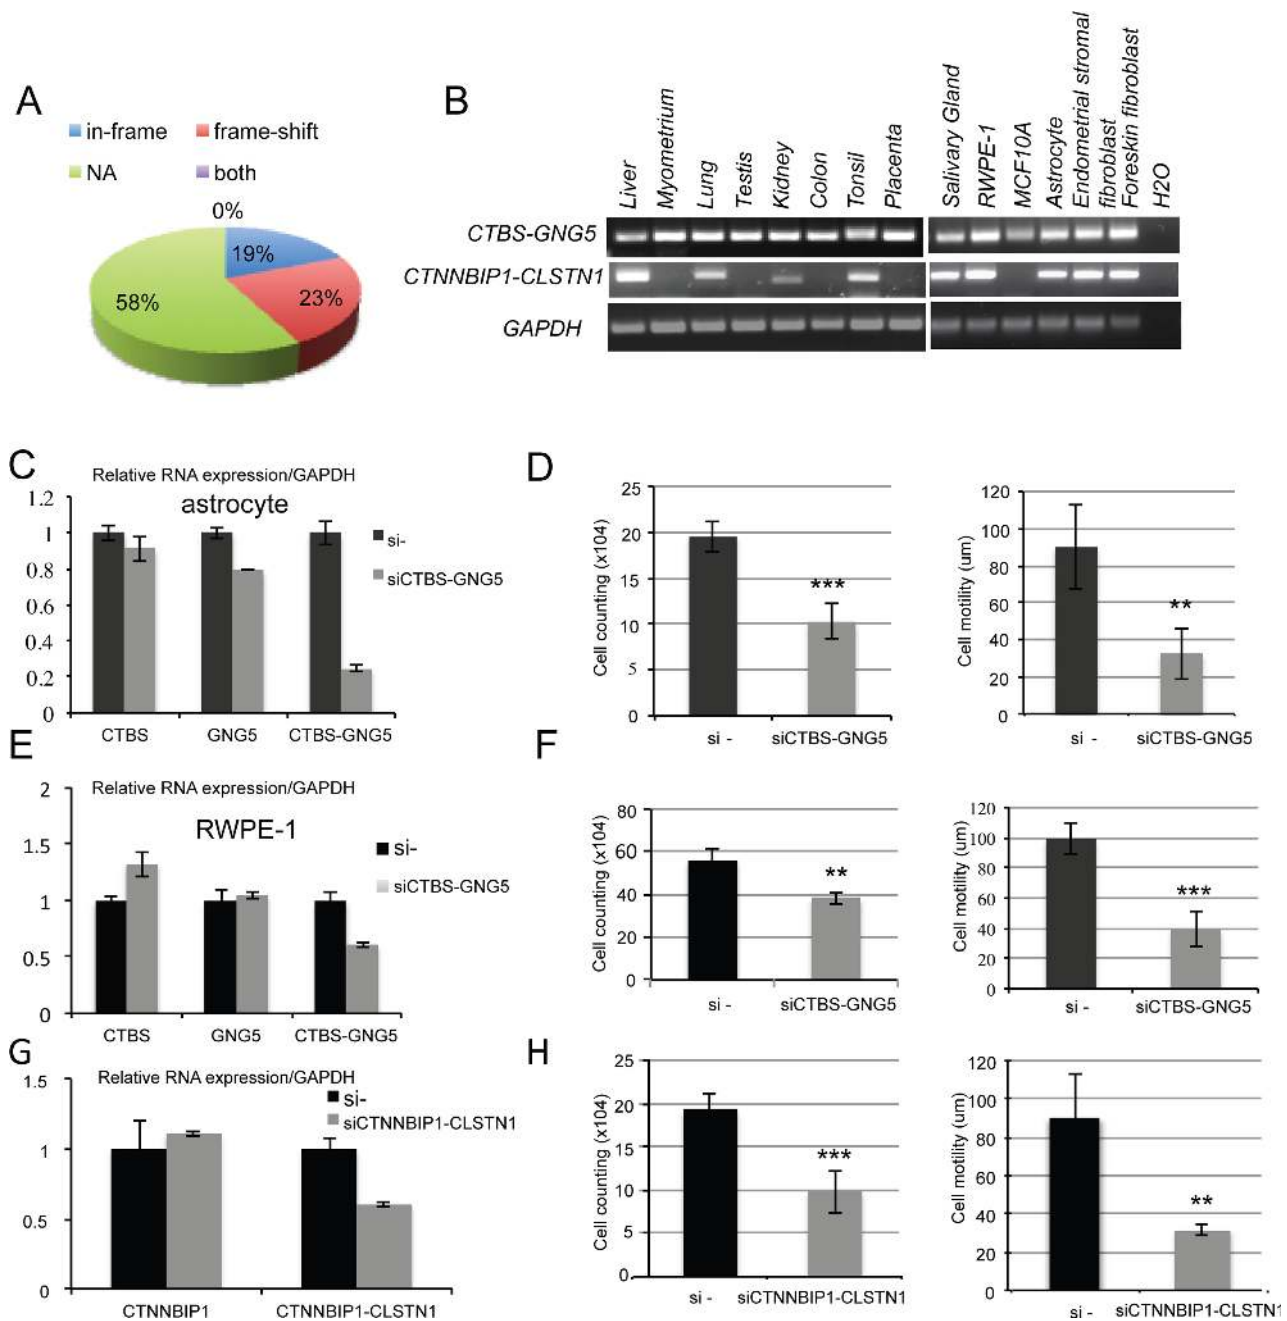 A
in-frame
frame-shift
NA
both
0%
19%
58%
23%
B
Liver
Myometrium
Lung
Testis
Kidney
Colon
Tonsil
Placenta
Salivary Gland
RWPE-1
MCF10A
Astrocyte
Endometrial stromal
fibroblast
Foreskin fibroblast
H2O
CTBS-GNG5
CTNNBIP1-CLSTN1
GAPDH
C
Relative RNA expression/GAPDH
astrocyte
1.2
1
0.8
0.6
0.4
0.2
0
si-
siCTBS-GNG5
CTBS
GNG5
CTBS-GNG5
D
Cell counting (x104)
25
20
15
10
5
0
***
si -
siCTBS-GNG5
Cell motility (um)
120
100
80
60
40
20
0
**
si -
siCTBS-GNG5
E
Relative RNA expression/GAPDH
RWPE-1
2
1.5
1
0.5
0
si-
siCTBS-GNG5
CTBS
GNG5
CTBS-GNG5
F
Cell counting (x104)
80
60
40
20
0
**
si -
siCTBS-GNG5
Cell motility (um)
120
100
80
60
40
20
0
***
si -
siCTBS-GNG5
G
Relative RNA expression/GAPDH
1.5
1
0.5
0
si-
siCTNNBIP1-CLSTN1
CTNNBIP1
CTNNBIP1-CLSTN1
H
Cell counting (x104)
25
20
15
10
5
0
***
si -
siCTNNBIP1-CLSTN1
Cell motility (um)
120
100
80
60
40
20
0
**
si -
siCTNNBIP1-CLSTN1